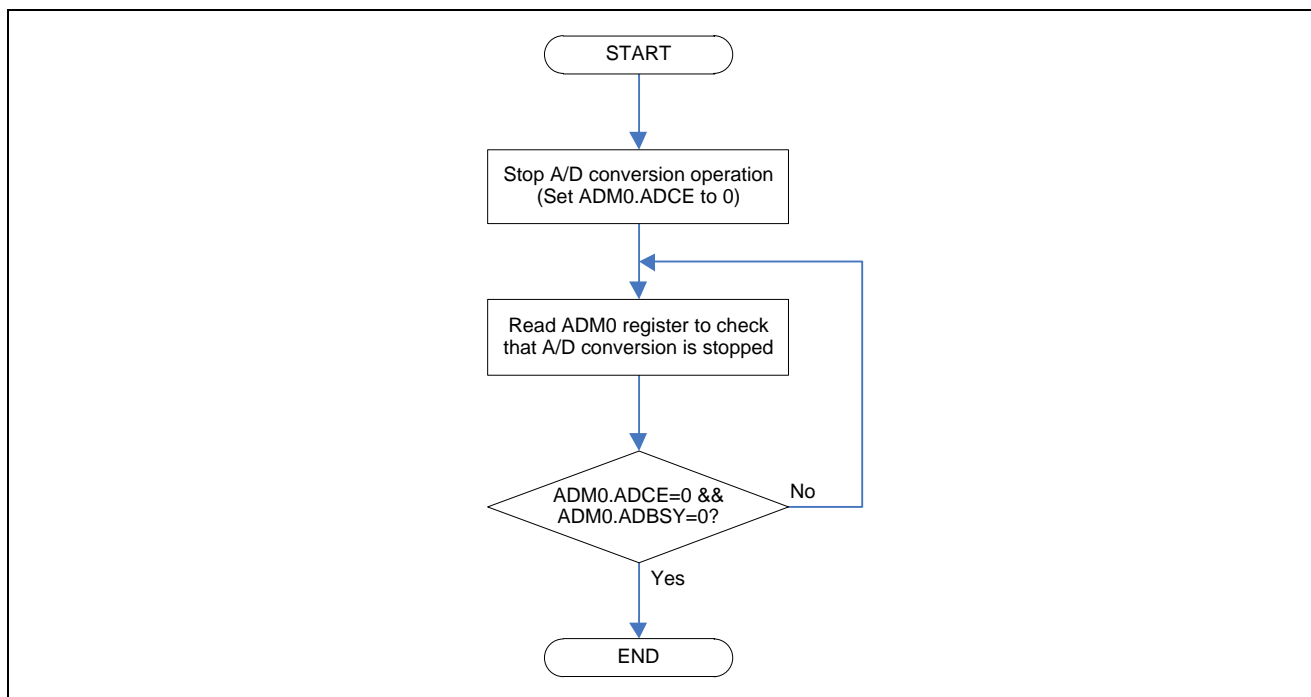 START
Stop A/D conversion operation
(Set ADM0.ADCE to 0)
Read ADM0 register to check
that A/D conversion is stopped
ADM0.ADCE=0 &&
ADM0.ADBSY=0?
No
Yes
END